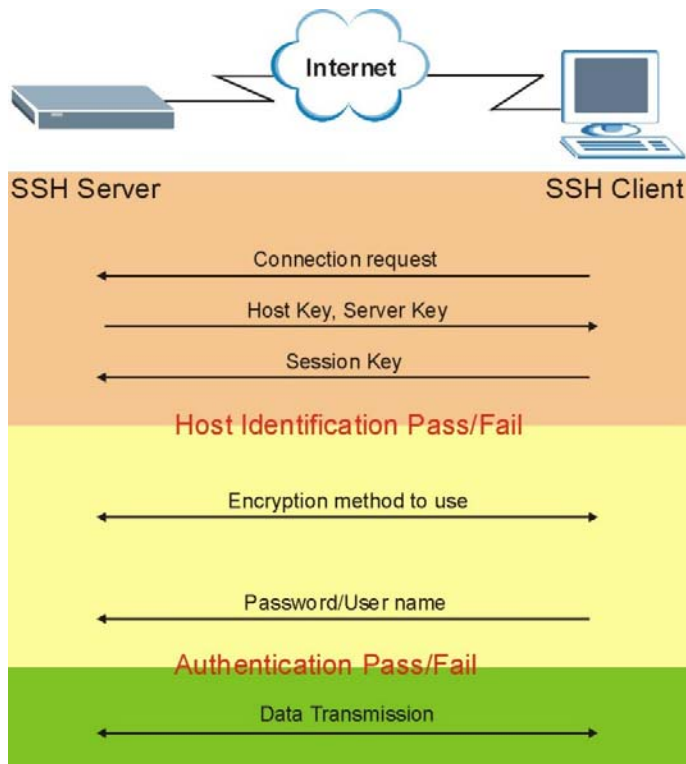 Internet
SSH Server
SSH Client
Connection request
Host Key, Server Key
Session Key
Host Identification Pass/Fail
Encryption method to use
Password/User name
Authentication Pass/Fail
Data Transmission